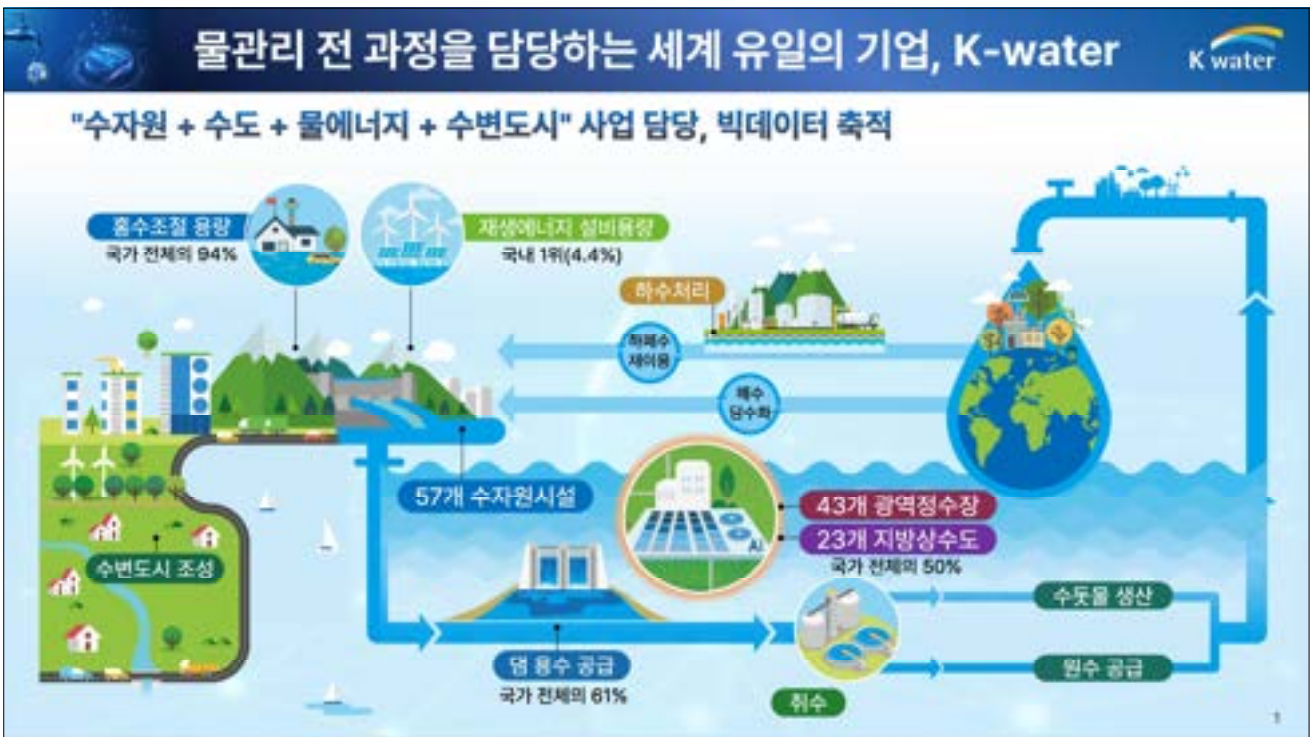 물관리 전 과정을 담당하는 세계 유일의 기업, K-water
K water
"수자원 + 수도 + 물에너지 + 수변도시" 사업 담당, 빅데이터 축적
홍수조절 용량
국가 전체의 94%
재생에너지 설비용량
국내 1위(4.4%)
하수처리
하폐수
재이용
해수
담수화
57개 수자원시설
43개 광역정수장
23개 지방상수도
국가 전체의 50%
AI
수변도시 조성
댐 용수 공급
국가 전체의 61%
취수
수돗물 생산
원수 공급
1